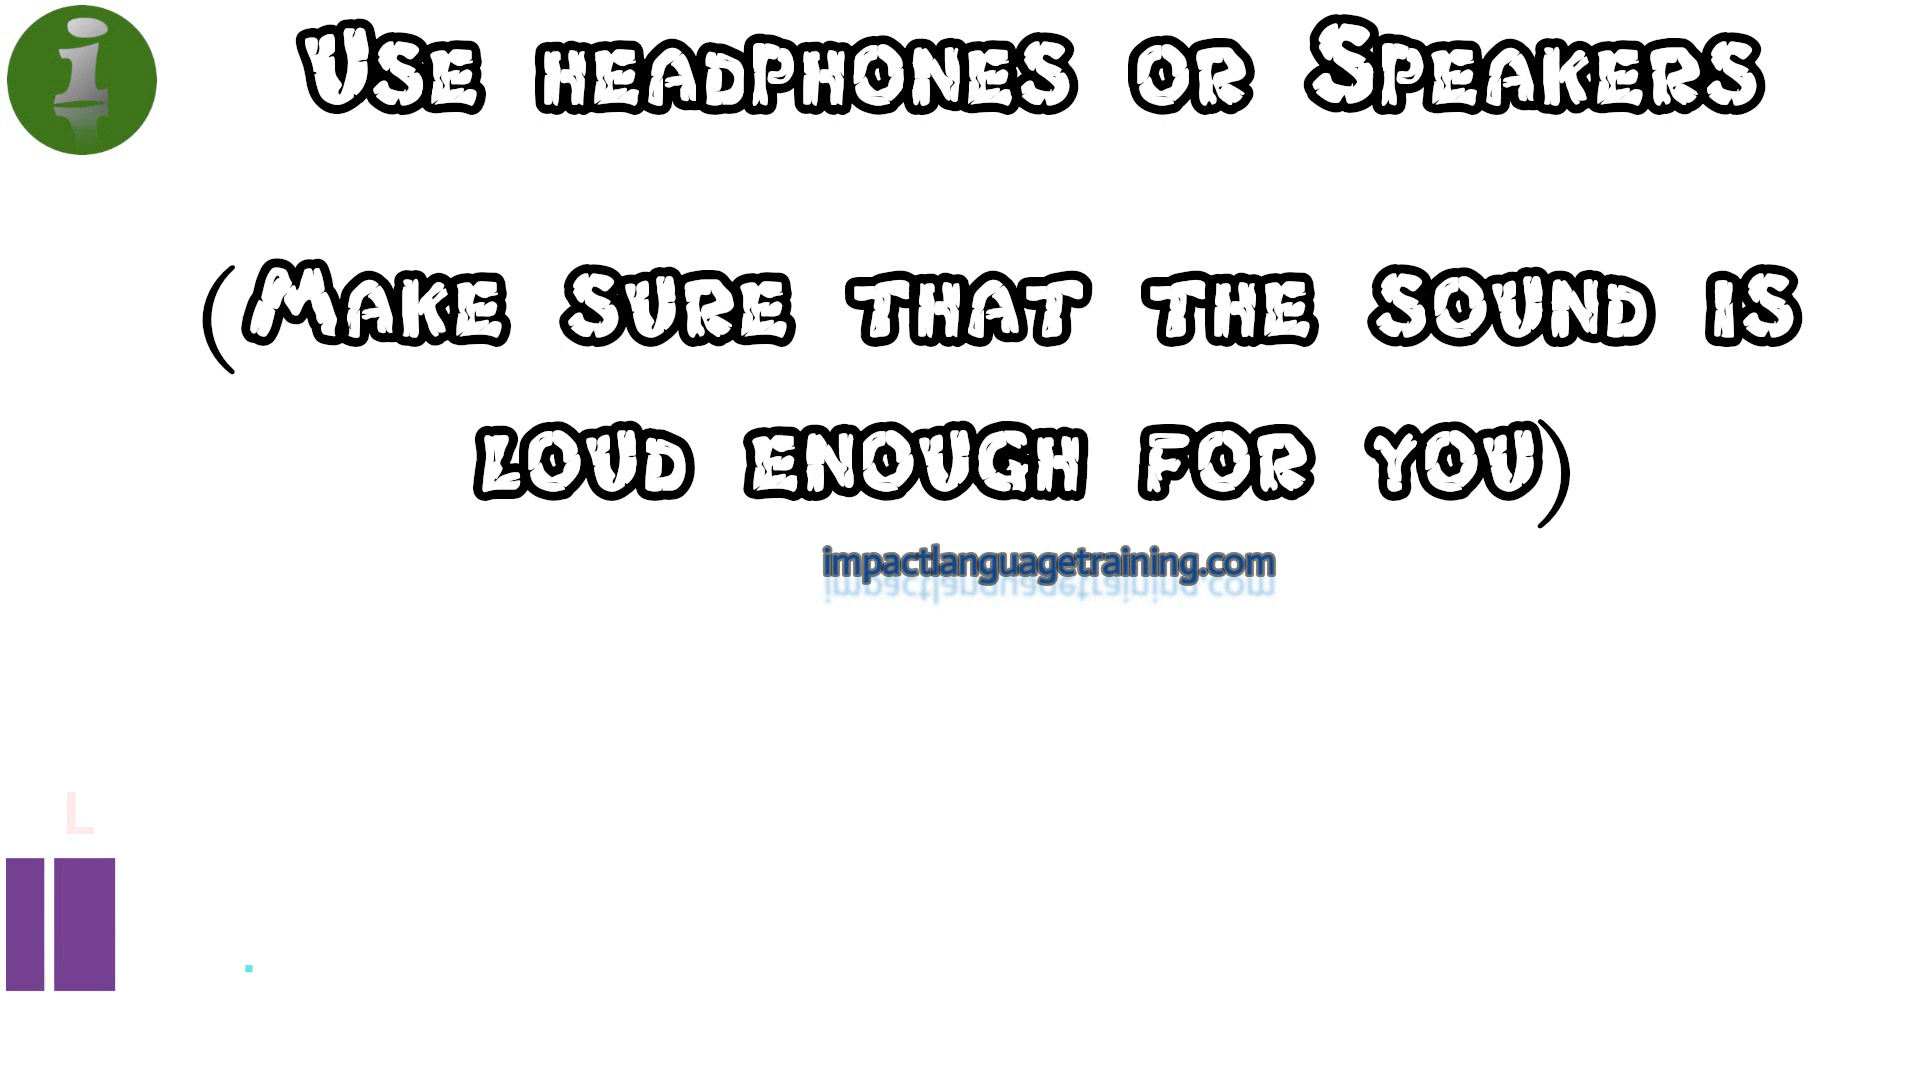 i
Use headphones or Speakers
(Make sure that the sound is
loud enough for you)
impactlanguagetraining.com
L